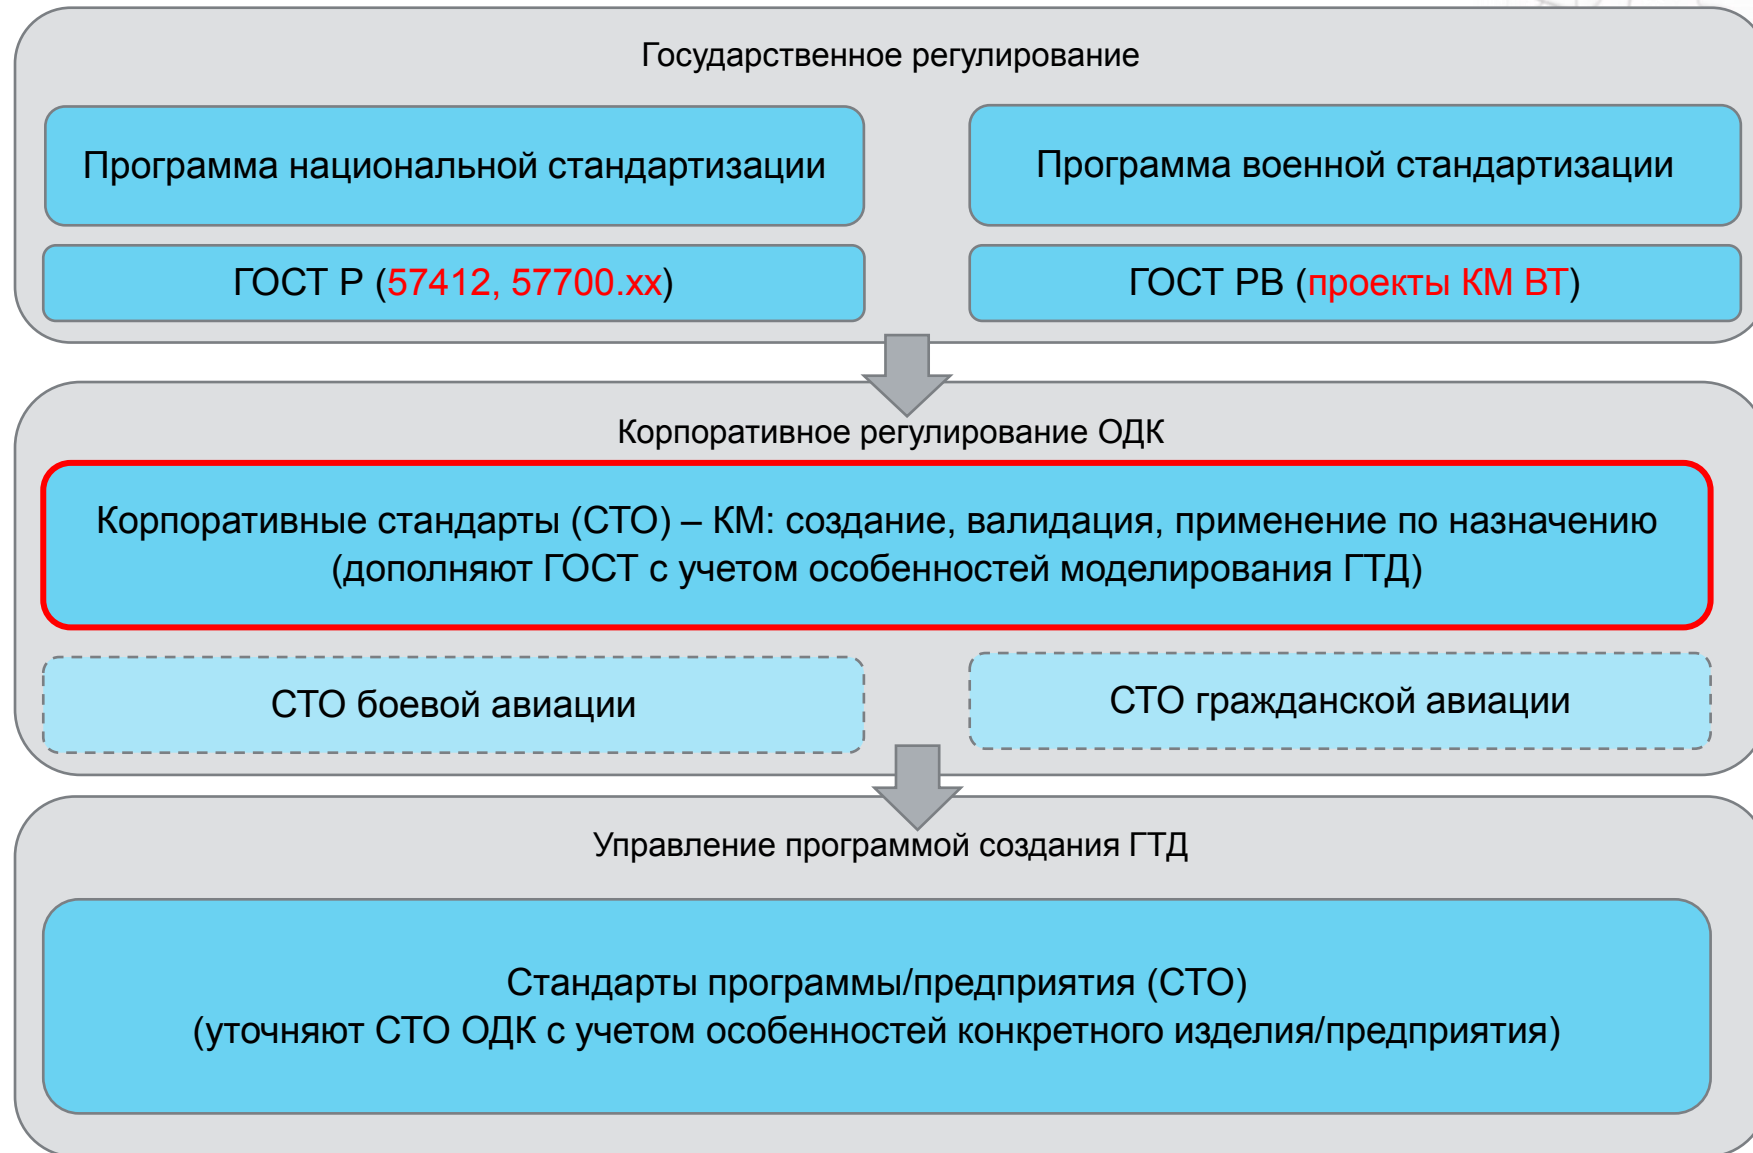 Государственное регулирование
Программа национальной стандартизации
Программа военной стандартизации
ГОСТ Р (57412, 57700.xx)
ГОСТ РВ (проекты КМ ВТ)
Корпоративное регулирование ОДК
Корпоративные стандарты (СТО) – КМ: создание, валидация, применение по назначению
(дополняют ГОСТ с учетом особенностей моделирования ГТД)
СТО боевой авиации
СТО гражданской авиации
Управление программой создания ГТД
Стандарты программы/предприятия (СТО)
(уточняют СТО ОДК с учетом особенностей конкретного изделия/предприятия)